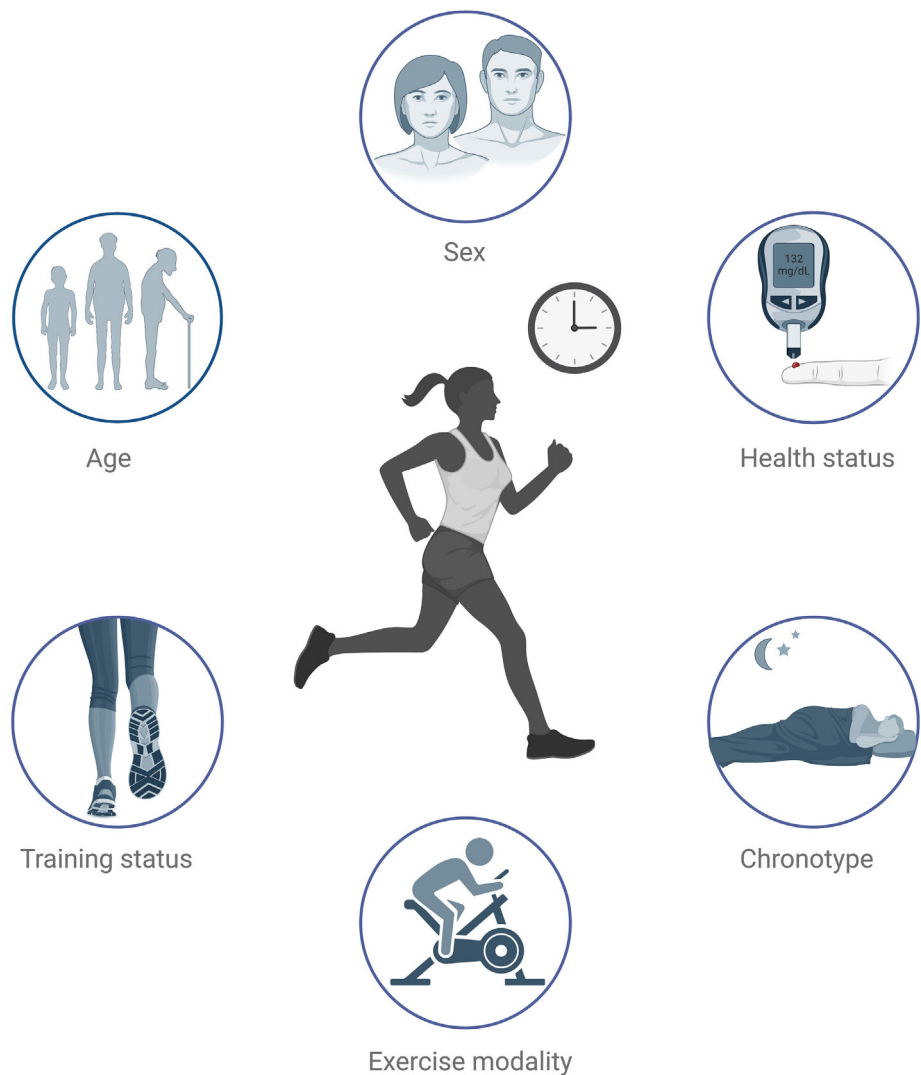 Sex
132
mg/dL
Age
Health status
Training status
Chronotype
Exercise modality